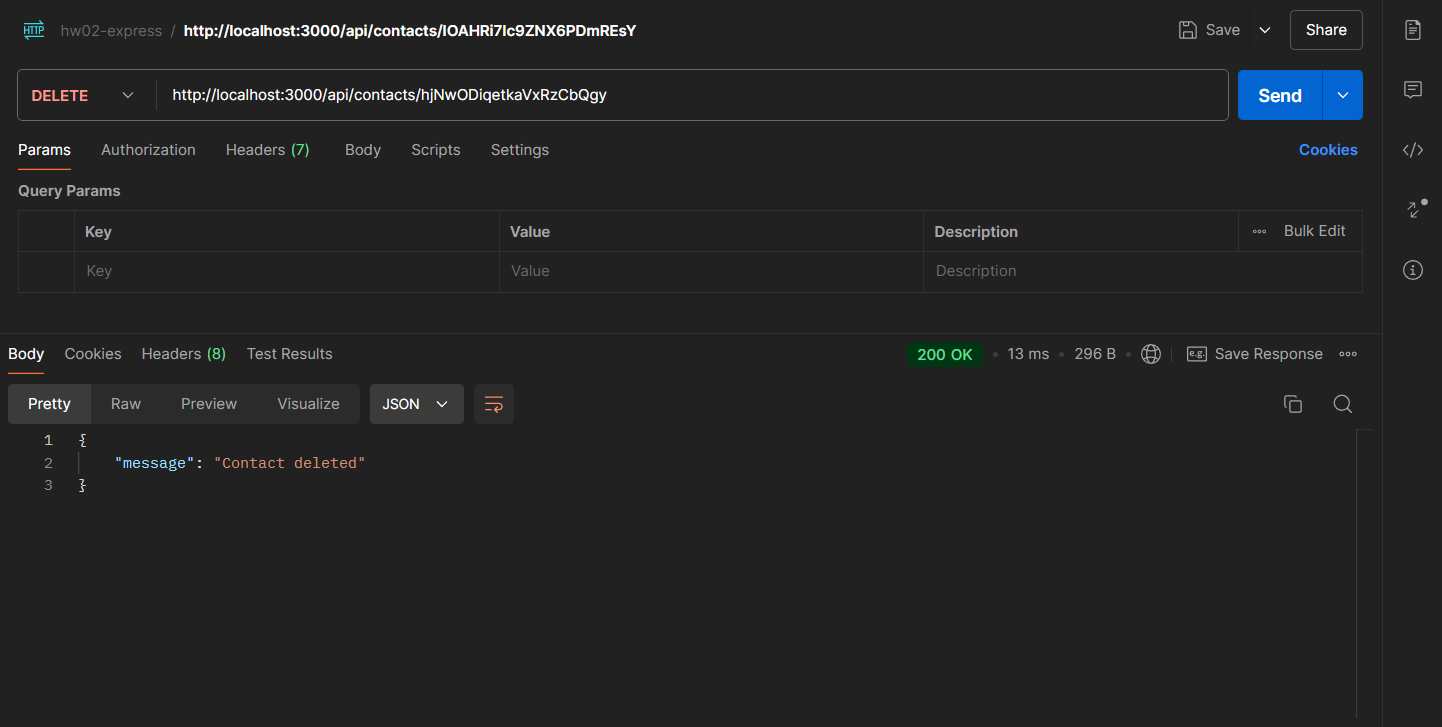 HTTP hw02-express / http://localhost:3000/api/contacts/IOAHRi7Ic9ZNX6PDmREsY Save Share
DELETE http://localhost:3000/api/contacts/hjNwODiqetkaVxRzCbQgy Send
Params Authorization Headers (7) Body Scripts Settings Cookies
Query Params
Key Value Description Bulk Edit
Key Value Description
Body Cookies Headers (8) Test Results 200 OK 13 ms 296 B e.g. Save Response
Pretty Raw Preview Visualize JSON
1 {
2 "message": "Contact deleted"
3 }